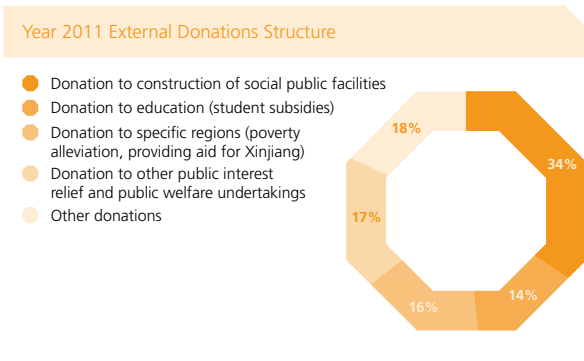 Year 2011 External Donations Structure
Donation to construction of social public facilities
Donation to education (student subsidies)
Donation to specific regions (poverty
alleviation, providing aid for Xinjiang)
Donation to other public interest
relief and public welfare undertakings
Other donations
18%
34%
17%
14%
16%